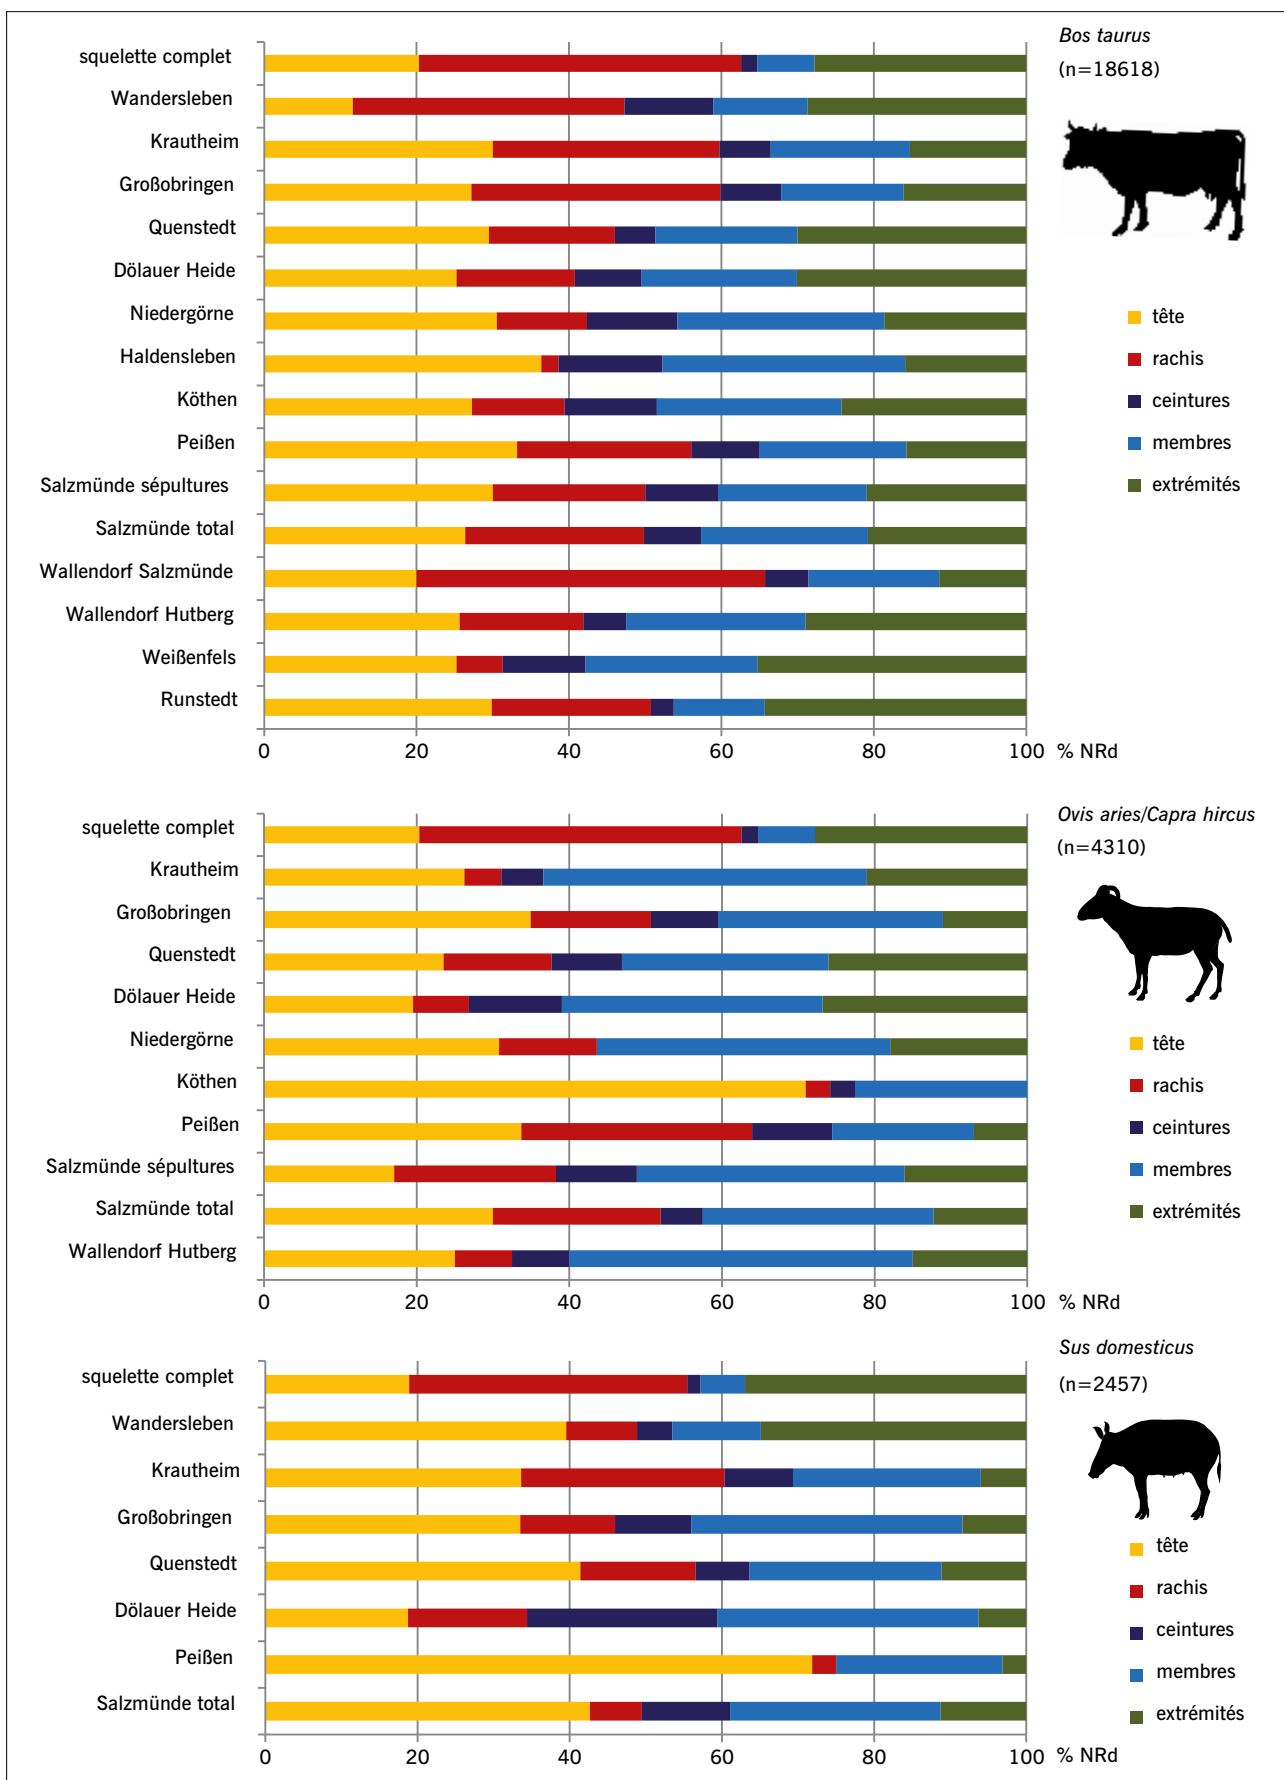 Bos taurus
(n=18618)
squelette complet
Wandersleben
Krautheim
Großobringen
Quenstedt
Dölauer Heide
Niedergörne
Haldensleben
Köthen
Peißen
Salzmünde sépultures
Salzmünde total
Wallendorf Salzmünde
Wallendorf Hutberg
Weißenfels
Runstedt
tête
rachis
ceintures
membres
extrémités
0 20 40 60 80 100 % NRd
Ovis aries/Capra hircus
(n=4310)
squelette complet
Krautheim
Großobringen
Quenstedt
Dölauer Heide
Niedergörne
Köthen
Peißen
Salzmünde sépultures
Salzmünde total
Wallendorf Hutberg
tête
rachis
ceintures
membres
extrémités
0 20 40 60 80 100 % NRd
Sus domesticus
(n=2457)
squelette complet
Wandersleben
Krautheim
Großobringen
Quenstedt
Dölauer Heide
Peißen
Salzmünde total
tête
rachis
ceintures
membres
extrémités
0 20 40 60 80 100 % NRd